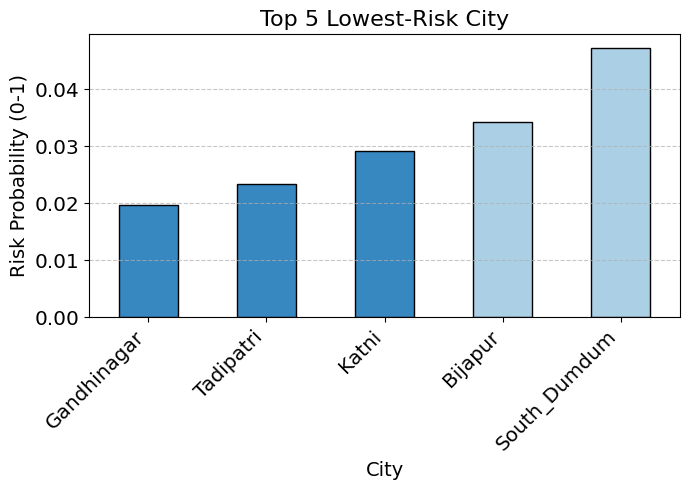 Top 5 Lowest-Risk City
Risk Probability (0-1)
0.04
0.03
0.02
0.01
0.00
Gandhinagar
Tadipatri
Katni
Bijapur
South_Dumdum
City